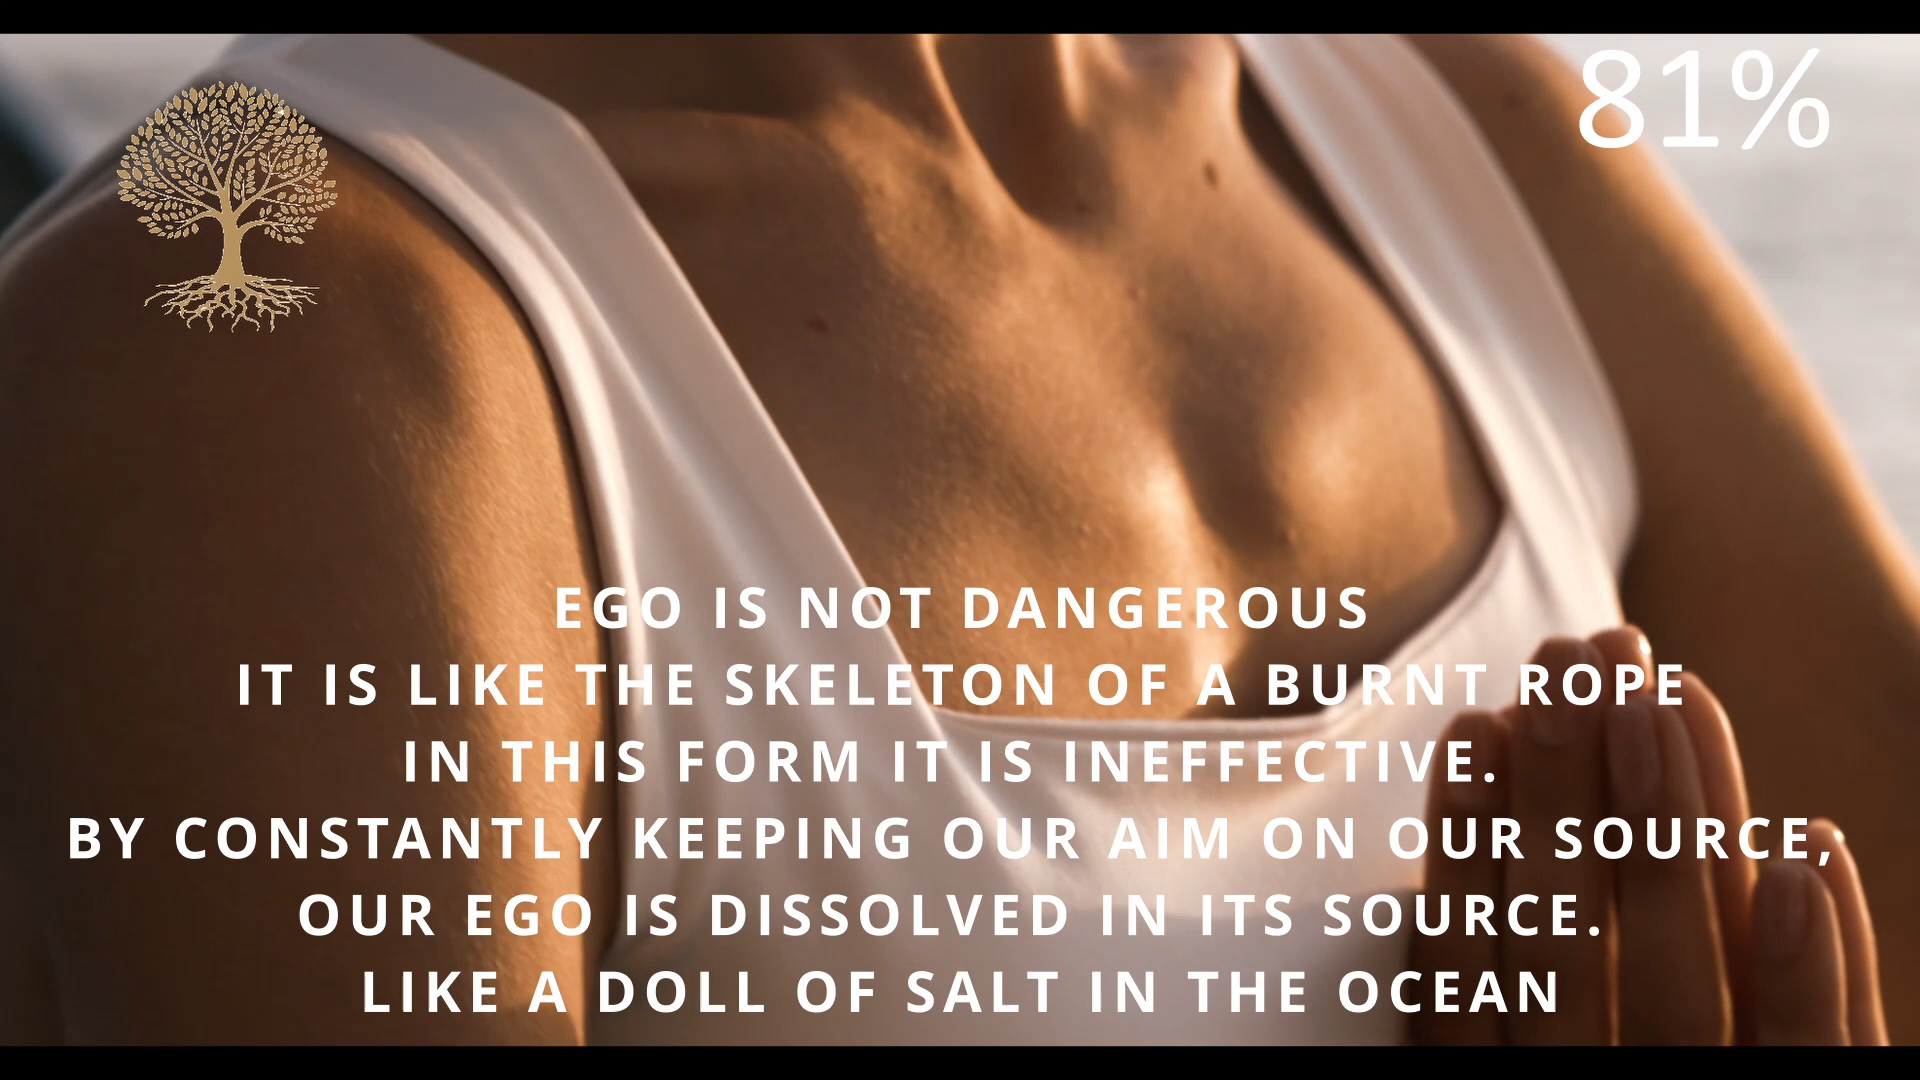 81%
EGO IS NOT DANGEROUS
IT IS LIKE THE SKELETON OF A BURNT ROPE
IN THIS FORM IT IS INEFFECTIVE.
BY CONSTANTLY KEEPING OUR AIM ON OUR SOURCE,
OUR EGO IS DISSOLVED IN ITS SOURCE.
LIKE A DOLL OF SALT IN THE OCEAN